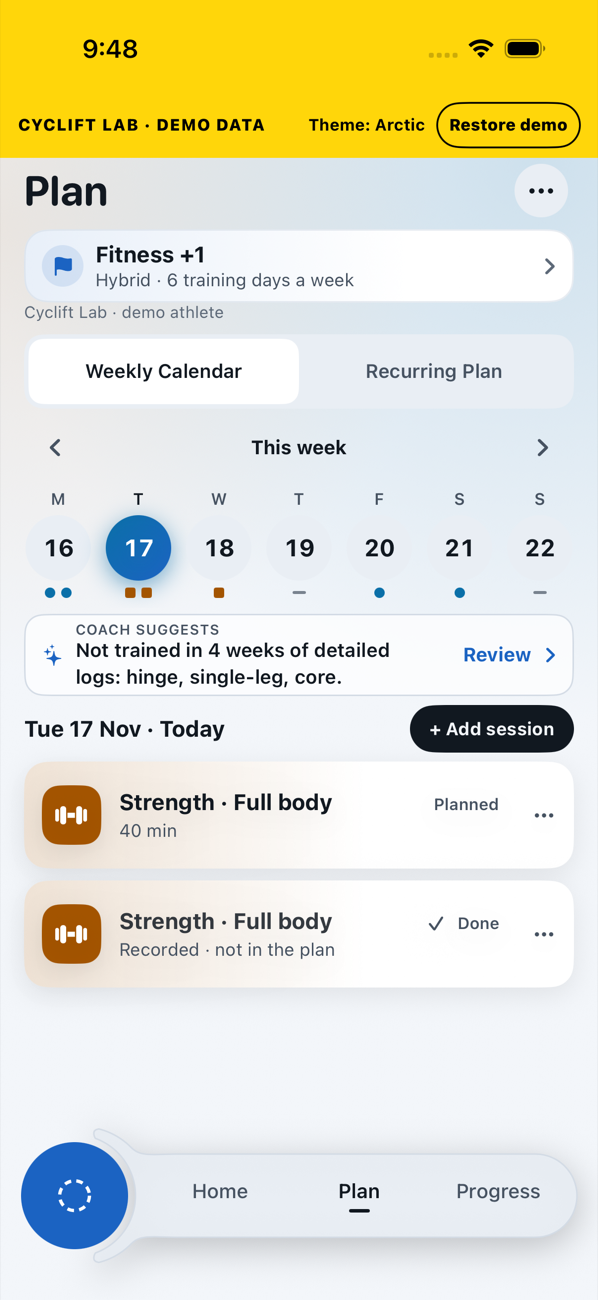 9:48
CYCLIFT LAB · DEMO DATA
Theme: Arctic
Restore demo
Plan
Fitness +1
Hybrid · 6 training days a week
Cyclift Lab · demo athlete
Weekly Calendar
Recurring Plan
This week
M T W T F S S
16 17 18 19 20 21 22
COACH SUGGESTS
Not trained in 4 weeks of detailed
logs: hinge, single-leg, core.
Review
Tue 17 Nov · Today
+ Add session
Strength · Full body
Planned
40 min
Strength · Full body
Done
Recorded · not in the plan
Home
Plan
Progress